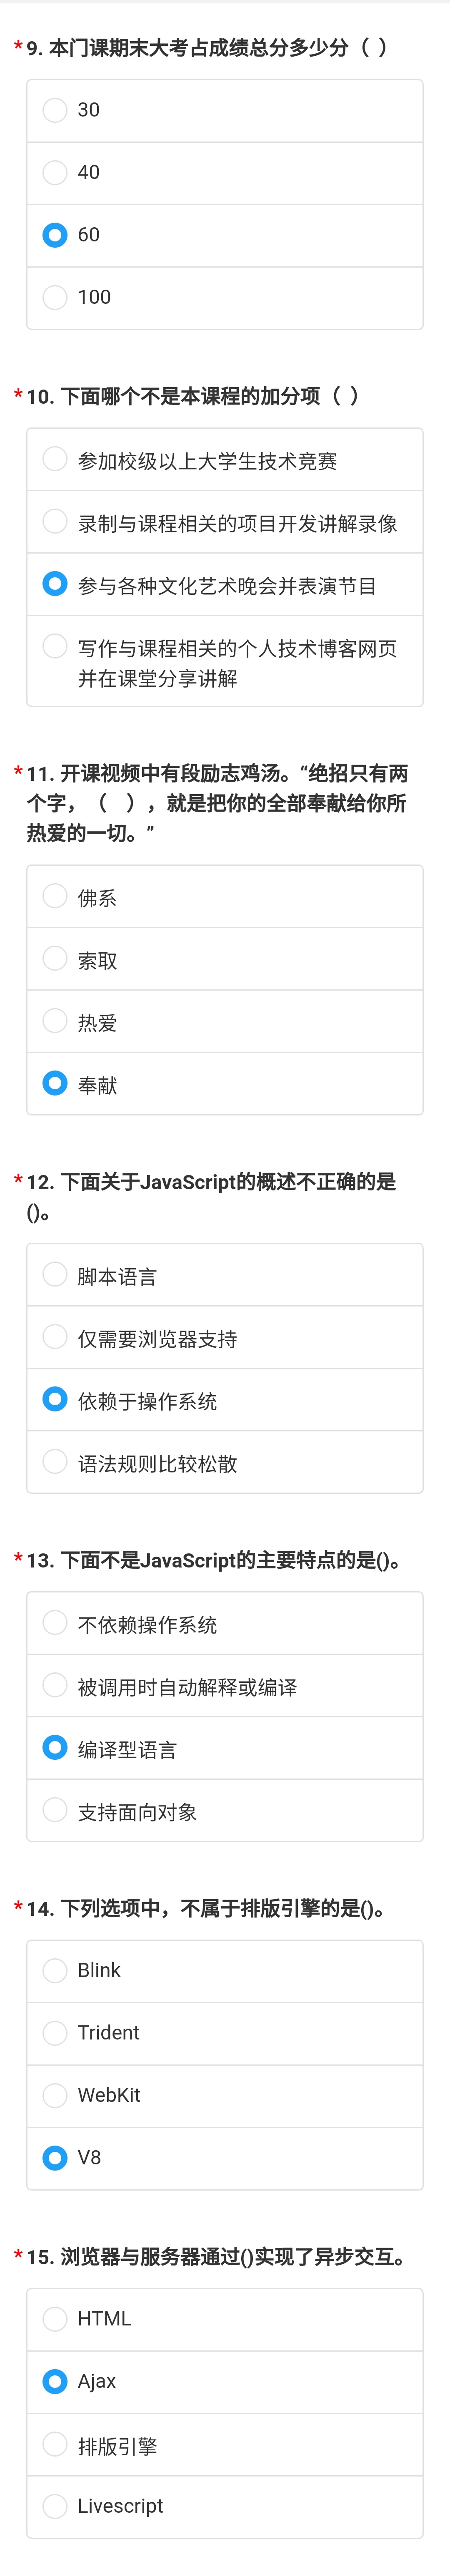 * 9. 本门课期末大考占成绩总分多少分（ ）
30
40
60
100
* 10. 下面哪个不是本课程的加分项（ ）
参加校级以上大学生技术竞赛
录制与课程相关的项目开发讲解录像
参与各种文化艺术晚会并表演节目
写作与课程相关的个人技术博客网页
并在课堂分享讲解
* 11. 开课视频中有段励志鸡汤。“绝招只有两
个字，（ ），就是把你的全部奉献给你所
热爱的一切。”
佛系
索取
热爱
奉献
* 12. 下面关于JavaScript的概述不正确的是
()。
脚本语言
仅需要浏览器支持
依赖于操作系统
语法规则比较松散
* 13. 下面不是JavaScript的主要特点的是()。
不依赖操作系统
被调用时自动解释或编译
编译型语言
支持面向对象
* 14. 下列选项中，不属于排版引擎的是()。
Blink
Trident
WebKit
V8
* 15. 浏览器与服务器通过()实现了异步交互。
HTML
Ajax
排版引擎
Livescript